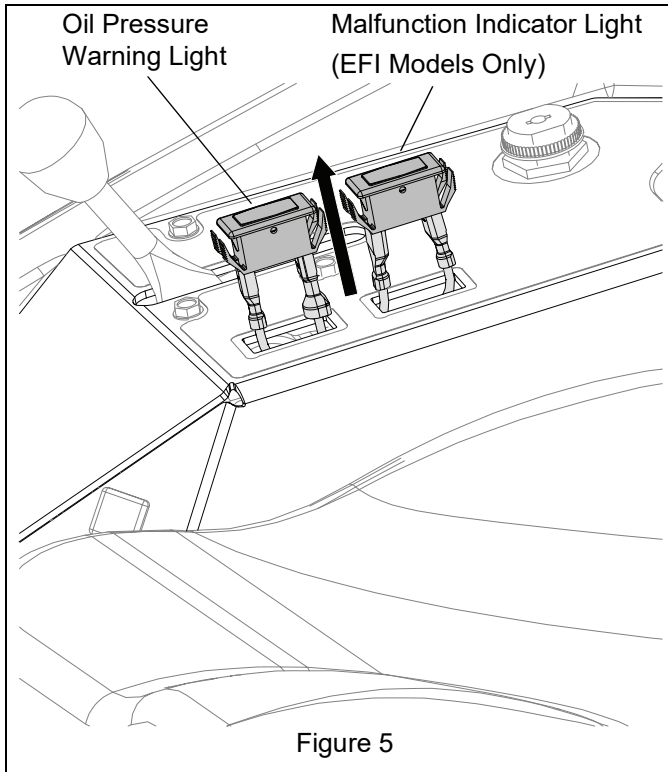 Oil Pressure
Warning Light
Malfunction Indicator Light
(EFI Models Only)
Figure 5